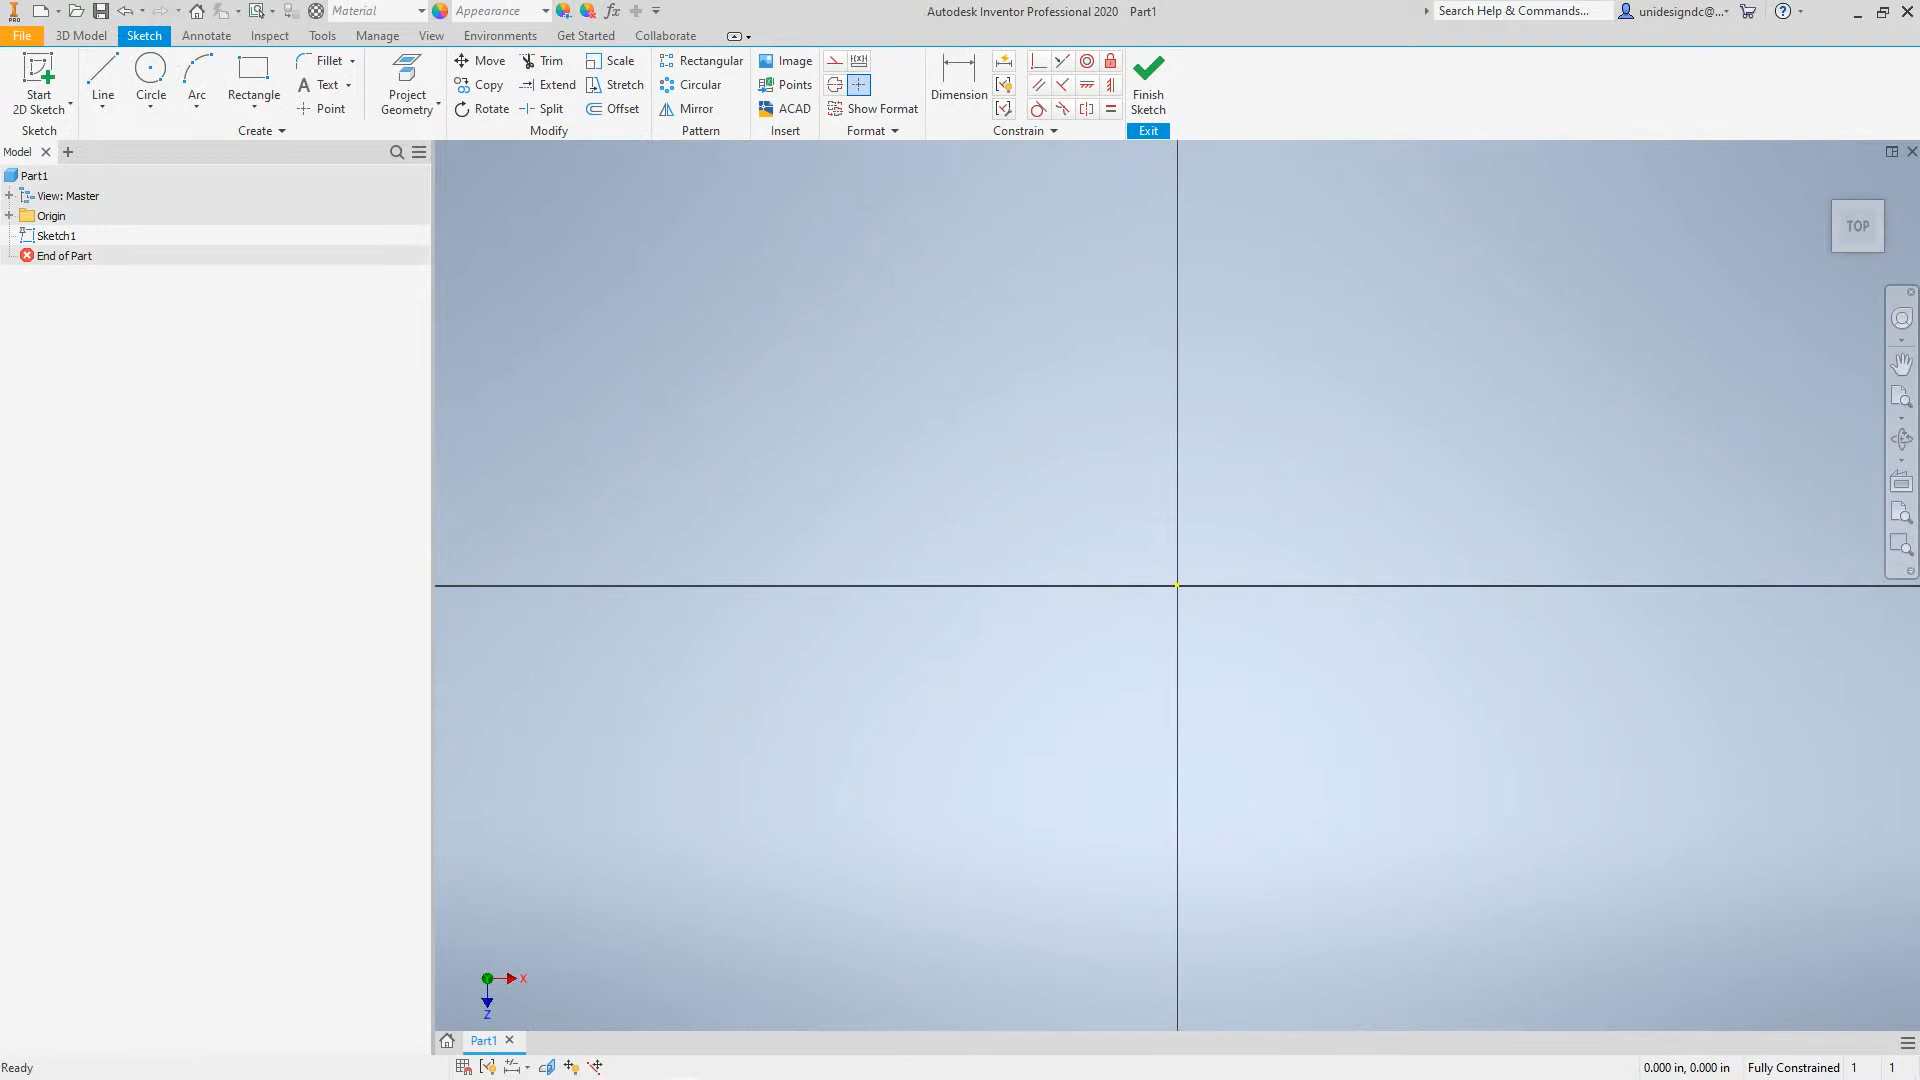 Material
Appearance
Autodesk Inventor Professional 2020 Part1
Search Help & Commands...
unidesigndc@...
PRO
File
3D Model
Sketch
Annotate
Inspect
Tools
Manage
View
Environments
Get Started
Collaborate
Start
2D Sketch
Line
Circle
Arc
Rectangle
Fillet
Text
Point
Project
Geometry
Move
Copy
Rotate
Trim
Extend
Split
Scale
Stretch
Offset
Rectangular
Circular
Mirror
Image
Points
ACAD
Show Format
Dimension
Finish
Sketch
Sketch
Create
Modify
Pattern
Insert
Format
Constrain
Exit
Model
Part1
View: Master
Origin
Sketch1
End of Part
TOP
X
Z
Part1
Ready
0.000 in, 0.000 in
Fully Constrained
1
1